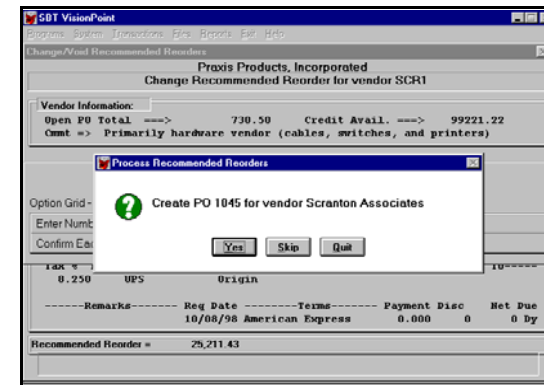 SBT VisionPoint
Programs System Transactions Files Reports Exit Help
Change/Void Recommended Reorders
Praxis Products, Incorporated
Change Recommended Reorder for vendor SCR1
Vendor Information:
Open PO Total ===> 730.50 Credit Avail. ===> 99221.22
Cmmt => Primarily hardware vendor (cables, switches, and printers)
Process Recommended Reorders
Create PO 1045 for vendor Scranton Associates
Option Grid -
Enter Numb
Confirm Eac
Yes Skip Quit
0.250 UPS Origin
------Remarks------- Req Date --------Terms------- Payment Disc Net Due
10/08/98 American Express 0.000 0 0 Dy
Recommended Reorder = 25,211.43